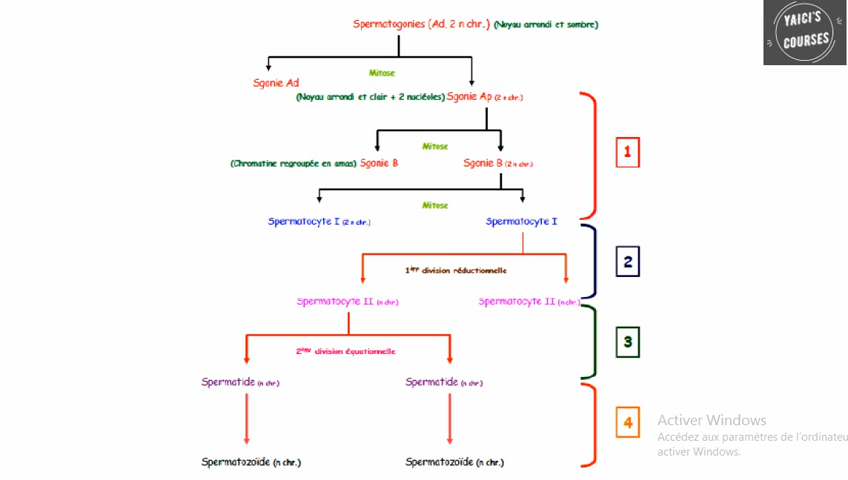 YAICI'S
COURSES
Spermatogonies (Ad, 2 n chr.) (Noyau arrondi et sombre)
Mitose
Sgonie Ad
(Noyau arrondi et clair + 2 nucléoles) Sgonie Ap (2 n chr.)
Mitose
1
(Chromatine regroupée en amas) Sgonie B Sgonie B (2 n chr.)
Mitose
Spermatocyte I (2 n chr.) Spermatocyte I
2
1ère division réductionnelle
Spermatocyte II (n chr.) Spermatocyte II (n chr.)
3
2ème division équationnelle
Spermatide (n chr.) Spermatide (n chr.)
4
Activer Windows
Accédez aux paramètres de l'ordinateu
activer Windows.
Spermatozoïde (n chr.) Spermatozoïde (n chr.)